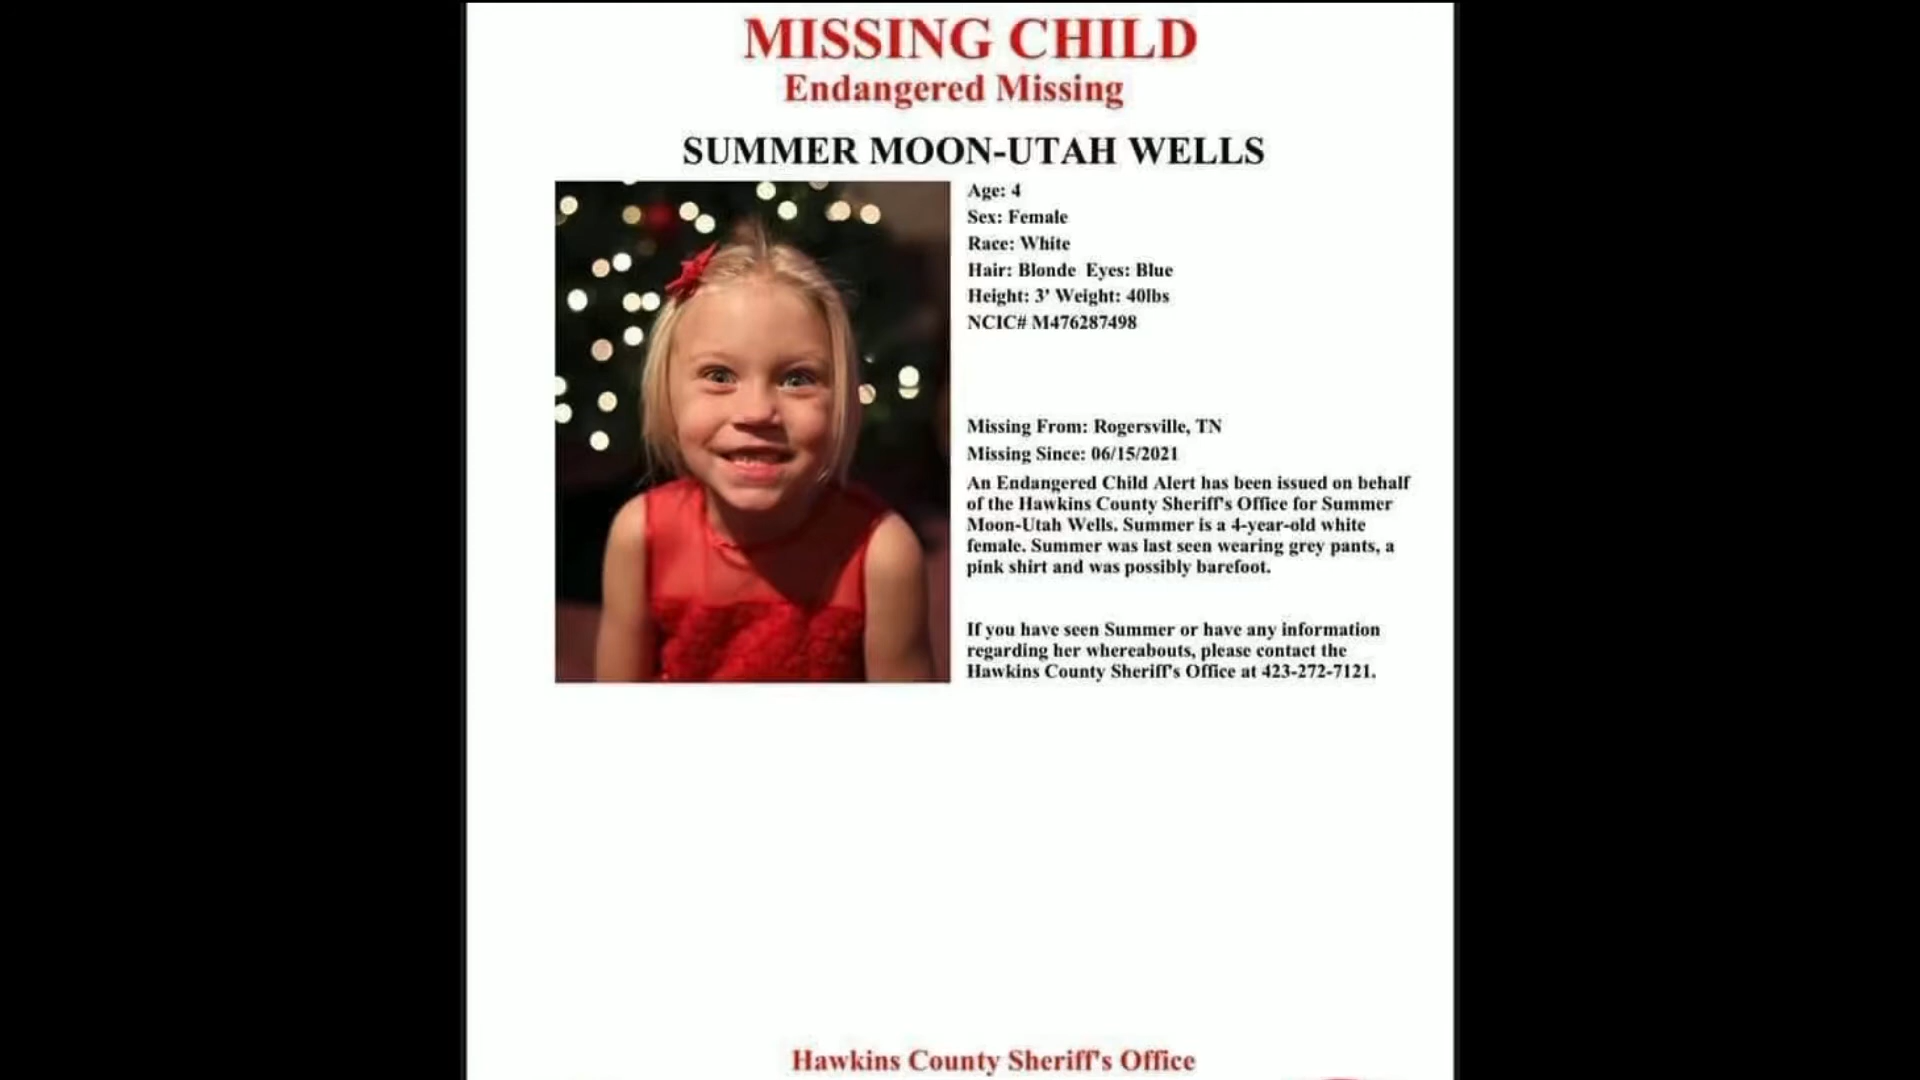 MISSING CHILD
Endangered Missing
SUMMER MOON-UTAH WELLS
Age: 4
Sex: Female
Race: White
Hair: Blonde Eyes: Blue
Height: 3' Weight: 40lbs
NCIC# M476287498
Missing From: Rogersville, TN
Missing Since: 06/15/2021
An Endangered Child Alert has been issued on behalf
of the Hawkins County Sheriff's Office for Summer
Moon-Utah Wells. Summer is a 4-year-old white
female. Summer was last seen wearing grey pants, a
pink shirt and was possibly barefoot.
If you have seen Summer or have any information
regarding her whereabouts, please contact the
Hawkins County Sheriff's Office at 423-272-7121.
Hawkins County Sheriff's Office